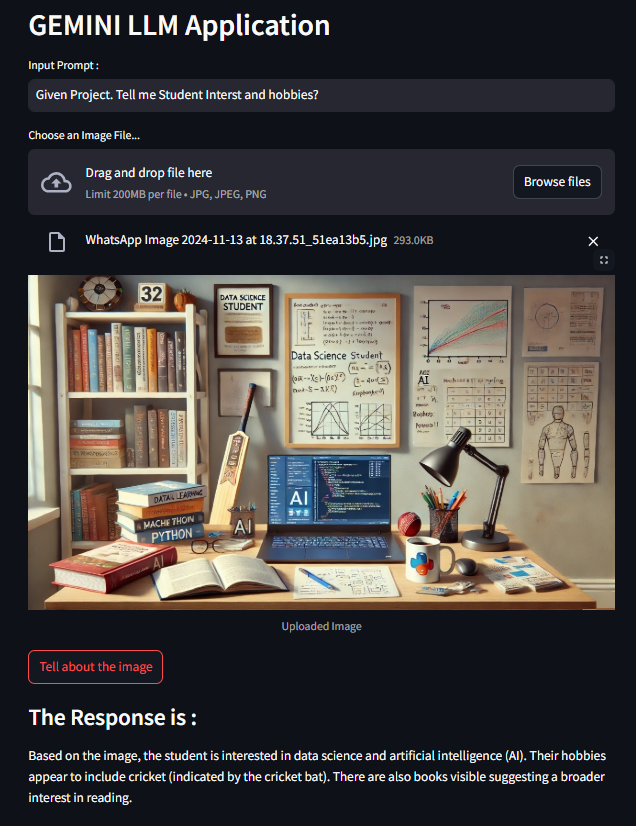 GEMINI LLM Application
Input Prompt :
Given Project. Tell me Student Interst and hobbies?
Choose an Image File...
Drag and drop file here
Limit 200MB per file • JPG, JPEG, PNG
Browse files
WhatsApp Image 2024-11-13 at 18.37.51_51ea13b5.jpg 293.0KB
32
DATA SCIENCE
STUDENT
Data Science Student
AI
AI
DATA LEARNING
MACHE THON
PYTHON
AI
AI
Uploaded Image
Tell about the image
The Response is :
Based on the image, the student is interested in data science and artificial intelligence (AI). Their hobbies
appear to include cricket (indicated by the cricket bat). There are also books visible suggesting a broader
interest in reading.